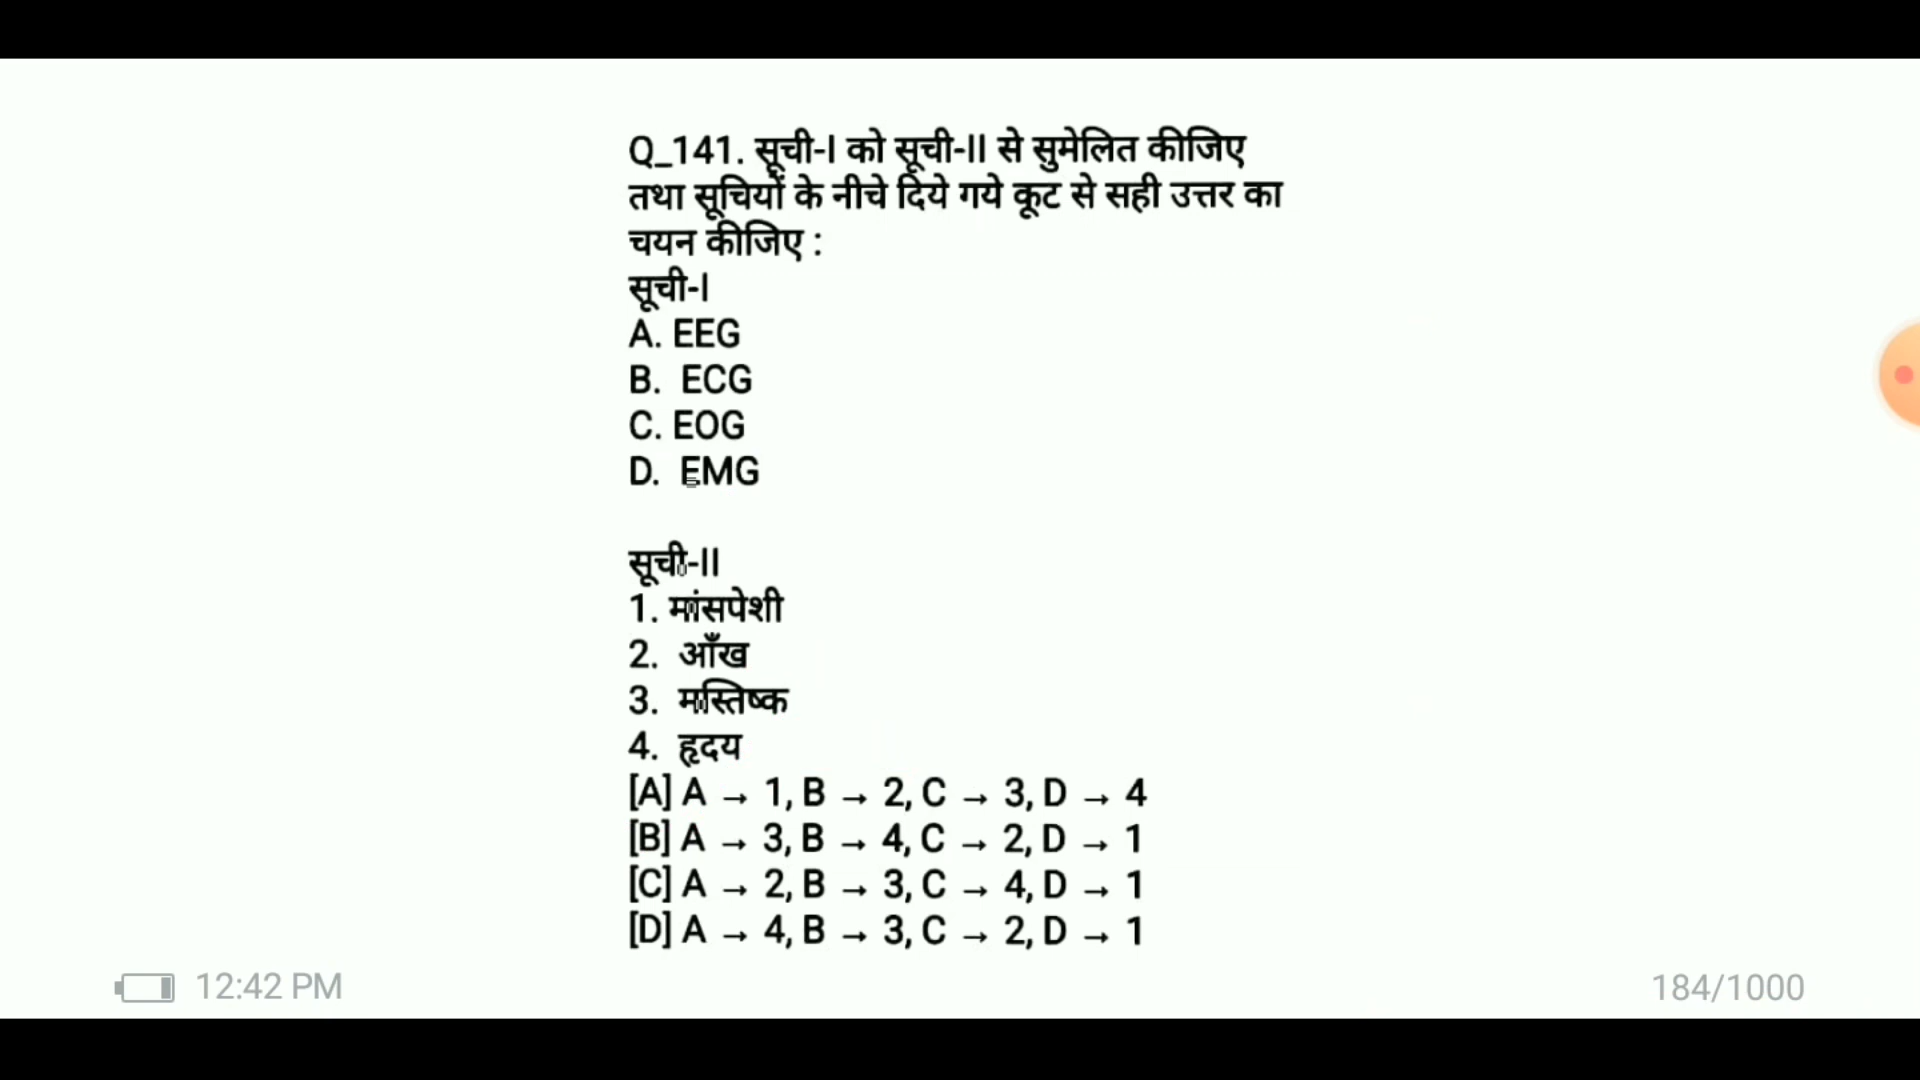 Q_141. सूची-I को सूची-II से सुमेलित कीजिए
तथा सूचियों के नीचे दिये गये कूट से सही उत्तर का
चयन कीजिए :
सूची-I
A. EEG
B. ECG
C. EOG
D. EMG
सूची-II
1. मांसपेशी
2. आँख
3. मस्तिष्क
4. हृदय
[A] A → 1, B → 2, C → 3, D → 4
[B] A → 3, B → 4, C → 2, D → 1
[C] A → 2, B → 3, C → 4, D → 1
[D] A → 4, B → 3, C → 2, D → 1
12:42 PM
184/1000